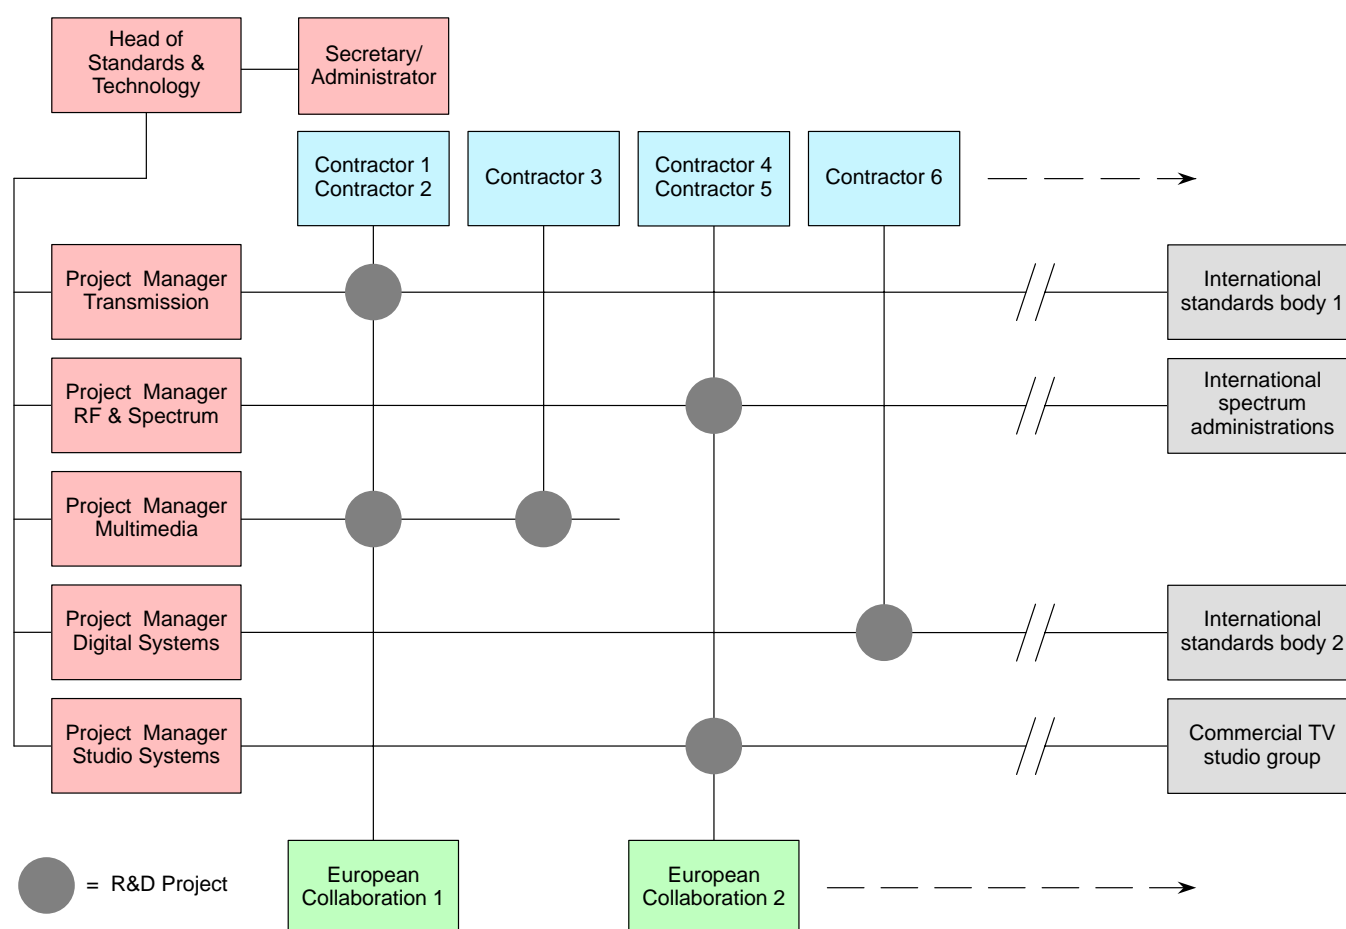 Head of
Standards &
Technology
Secretary/
Administrator
Contractor 1
Contractor 2
Contractor 3
Contractor 4
Contractor 5
Contractor 6
Project Manager
Transmission
International
standards body 1
Project Manager
RF & Spectrum
International
spectrum
administrations
Project Manager
Multimedia
Project Manager
Digital Systems
International
standards body 2
Project Manager
Studio Systems
Commercial TV
studio group
= R&D Project
European
Collaboration 1
European
Collaboration 2